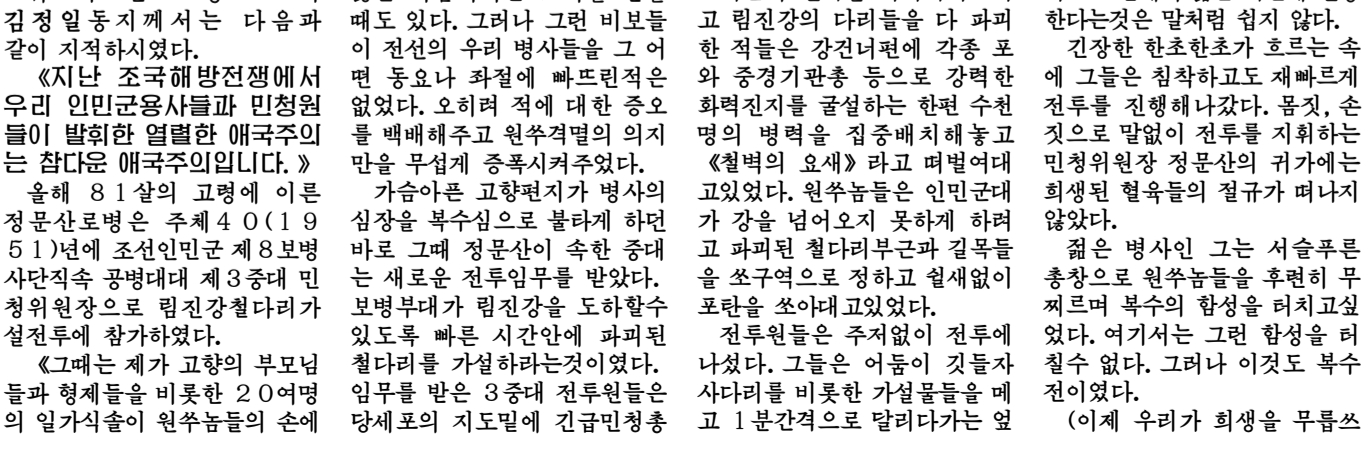 김정일동지께서는 다음과
같이 지적하시였다.
《지난 조국해방전쟁에서
우리 인민군용사들과 민청원
들이 발휘한 열렬한 애국주의
는 참다운 애국주의입니다.》
올해 81살의 고령에 이른
정문산로병은 주체40(19
51)년에 조선인민군 제8보병
사단직속 공병대대 제3중대 민
청위원장으로 림진강철다리가
설전투에 참가하였다.
《그때는 제가 고향의 부모님
들과 형제들을 비롯한 20여명
의 일가식솔이 원쑤놈들의 손에
때도 있다. 그러나 그런 비보들
이 전선의 우리 병사들을 그 어
떤 동요나 좌절에 빠뜨린적은
없었다. 오히려 적에 대한 증오
를 백배해주고 원쑤격멸의 의지
만을 무섭게 증폭시켜주었다.
가슴아픈 고향편지가 병사의
심장을 복수심으로 불타게 하던
바로 그때 정문산이 속한 중대
는 새로운 전투임무를 받았다.
보병부대가 림진강을 도하할수
있도록 빠른 시간안에 파괴된
철다리를 가설하라는것이였다.
임무를 받은 3중대 전투원들은
당세포의 지도밑에 긴급민청총
고 림진강의 다리들을 다 파괴
한 적들은 강건너편에 각종 포
와 중경기관총 등으로 강력한
화력진지를 굴설하는 한편 수천
명의 병력을 집중배치해놓고
《철벽의 요새》라고 떠벌여대
고있었다. 원쑤놈들은 인민군대
가 강을 넘어오지 못하게 하려
고 파괴된 철다리부근과 길목들
을 쏘구역으로 정하고 쉴새없이
포탄을 쏘아대고있었다.
전투원들은 주저없이 전투에
나섰다. 그들은 어둠이 깃들자
사다리를 비롯한 가설물들을 메
고 1분간격으로 달리다가는 엎
한다는것은 말처럼 쉽지 않다.
긴장한 한초한초가 흐르는 속
에 그들은 침착하고도 재빠르게
전투를 진행해나갔다. 몸짓, 손
짓으로 말없이 전투를 지휘하는
민청위원장 정문산의 귀가에는
희생된 혈육들의 절규가 떠나지
않았다.
젊은 병사인 그는 서슬푸른
총창으로 원쑤놈들을 후련히 무
찌르며 복수의 함성을 터치고싶
었다. 여기서는 그런 함성을 터
칠수 없다. 그러나 이것도 복수
전이였다.
(이제 우리가 희생을 무릅쓰